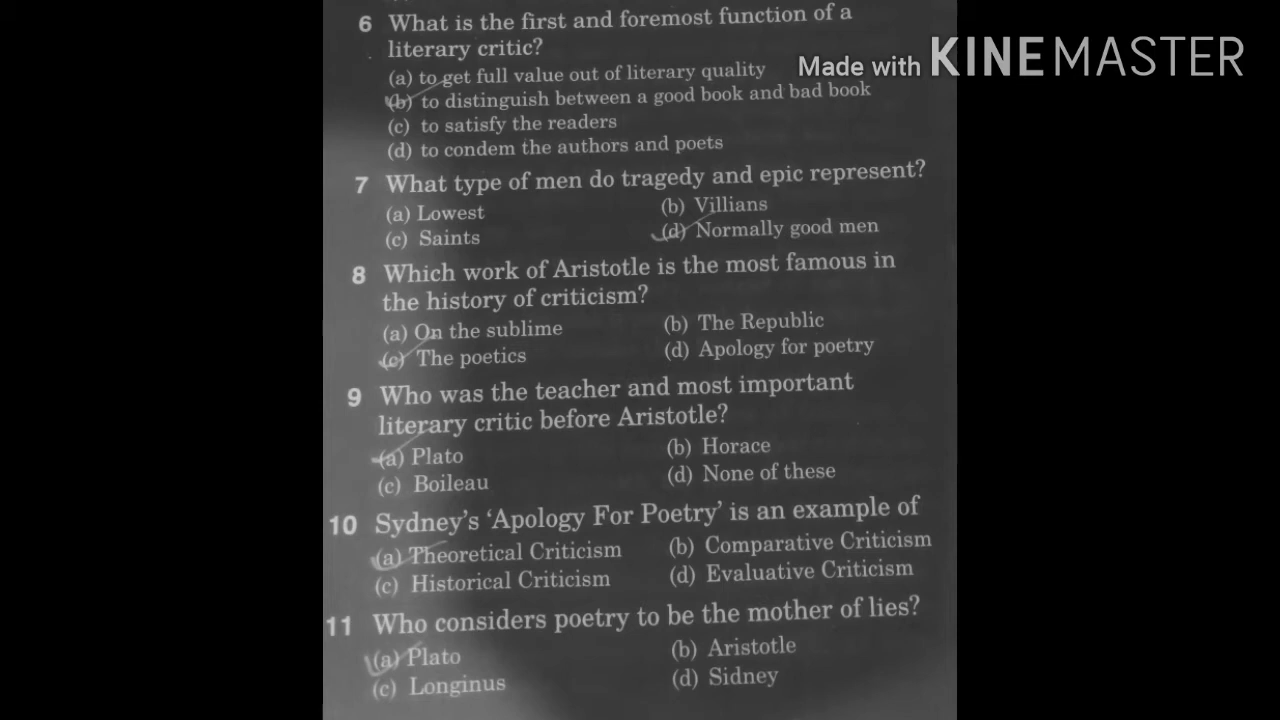 6 What is the first and foremost function of a
literary critic?
(a) to get full value out of literary quality
(b) to distinguish between a good book and bad book
(c) to satisfy the readers
(d) to condem the authors and poets
Made with KINEMASTER
7 What type of men do tragedy and epic represent?
(a) Lowest (b) Villians
(c) Saints (d) Normally good men
8 Which work of Aristotle is the most famous in
the history of criticism?
(a) On the sublime (b) The Republic
(c) The poetics (d) Apology for poetry
9 Who was the teacher and most important
literary critic before Aristotle?
(a) Plato (b) Horace
(c) Boileau (d) None of these
10 Sydney's 'Apology For Poetry' is an example of
(a) Theoretical Criticism (b) Comparative Criticism
(c) Historical Criticism (d) Evaluative Criticism
11 Who considers poetry to be the mother of lies?
(a) Plato (b) Aristotle
(c) Longinus (d) Sidney